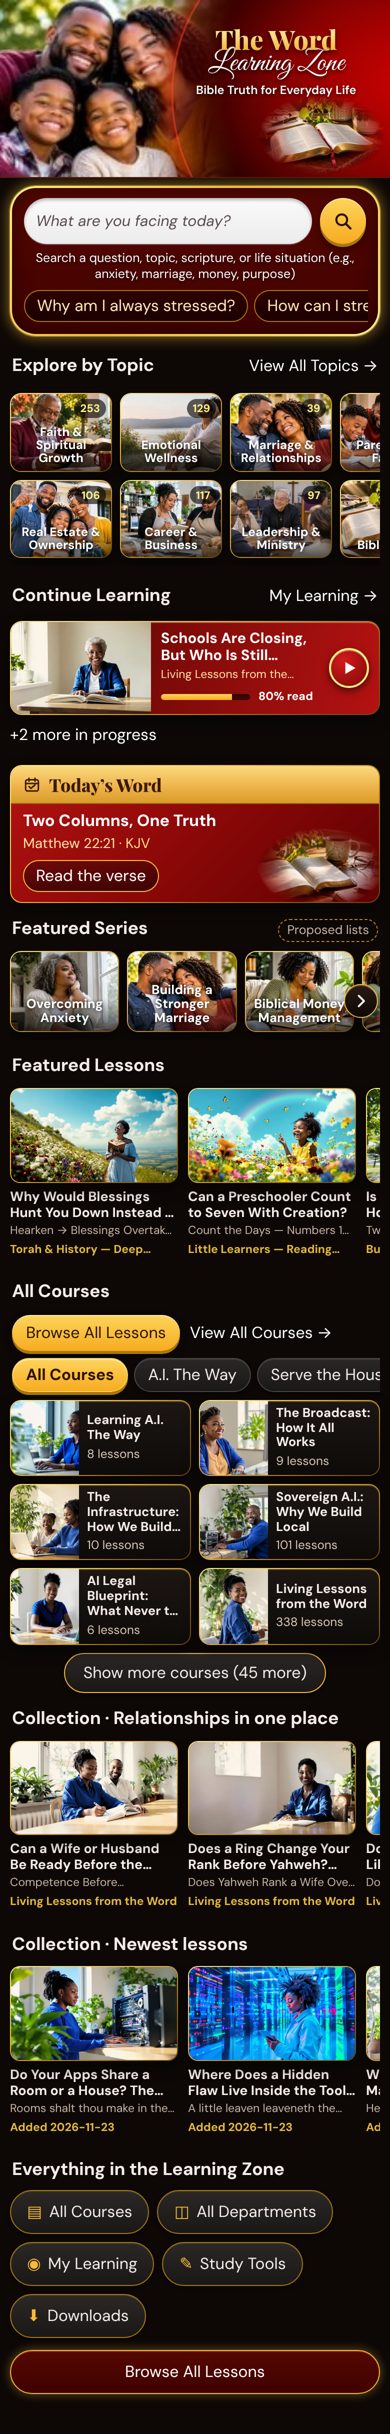 The Word
Learning Zone
Bible Truth for Everyday Life
What are you facing today?
Search a question, topic, scripture, or life situation (e.g.,
anxiety, marriage, money, purpose)
Why am I always stressed?
How can I stre
Explore by Topic
View All Topics →
253
Faith &
Spiritual
Growth
129
Emotional
Wellness
39
Marriage &
Relationships
Pare
Fa
106
Real Estate &
Ownership
117
Career &
Business
97
Leadership &
Ministry
Bibl
Continue Learning
My Learning →
Schools Are Closing,
But Who Is Still…
Living Lessons from the…
80% read
+2 more in progress
Today's Word
Two Columns, One Truth
Matthew 22:21 · KJV
Read the verse
Featured Series
Proposed lists
Overcoming
Anxiety
Building a
Stronger
Marriage
Biblical Money
Management
Featured Lessons
Why Would Blessings
Hunt You Down Instead …
Hearken → Blessings Overtak…
Torah & History — Deep…
Can a Preschooler Count
to Seven With Creation?
Count the Days — Numbers 1…
Little Learners — Reading…
Is
Ho
Tw
Bu
All Courses
Browse All Lessons
View All Courses →
All Courses
A.I. The Way
Serve the Hous
Learning A.I.
The Way
8 lessons
The Broadcast:
How It All
Works
9 lessons
The
Infrastructure:
How We Build…
10 lessons
Sovereign A.I.:
Why We Build
Local
101 lessons
AI Legal
Blueprint:
What Never t…
6 lessons
Living Lessons
from the Word
338 lessons
Show more courses (45 more)
Collection · Relationships in one place
Can a Wife or Husband
Be Ready Before the…
Competence Before…
Living Lessons from the Word
Does a Ring Change Your
Rank Before Yahweh?…
Does Yahweh Rank a Wife Ove…
Living Lessons from the Word
Do
Lil
Do
Liv
Collection · Newest lessons
Do Your Apps Share a
Room or a House? The…
Rooms shalt thou make in the…
Added 2026-11-23
Where Does a Hidden
Flaw Live Inside the Tool…
A little leaven leaveneth the…
Added 2026-11-23
W
Ma
He
Ad
Everything in the Learning Zone
All Courses
All Departments
My Learning
Study Tools
Downloads
Browse All Lessons